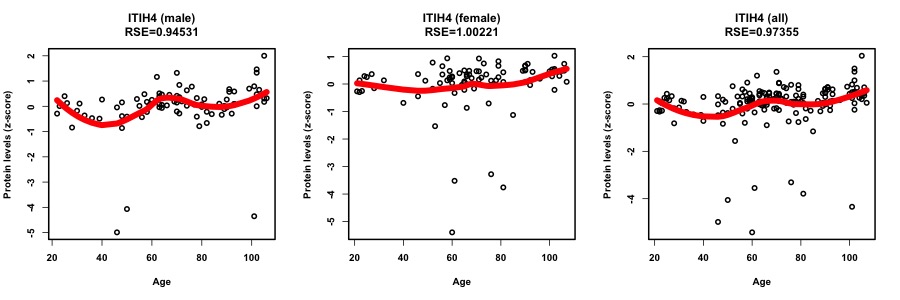 ITIH4 (male)
RSE=0.94531
2
1
0
-1
-2
-3
-4
-5
Protein levels (z-score)
20 40 60 80 100
Age
ITIH4 (female)
RSE=1.00221
1
0
-1
-2
-3
-4
-5
Protein levels (z-score)
20 40 60 80 100
Age
ITIH4 (all)
RSE=0.97355
2
0
-2
-4
Protein levels (z-score)
20 40 60 80 100
Age